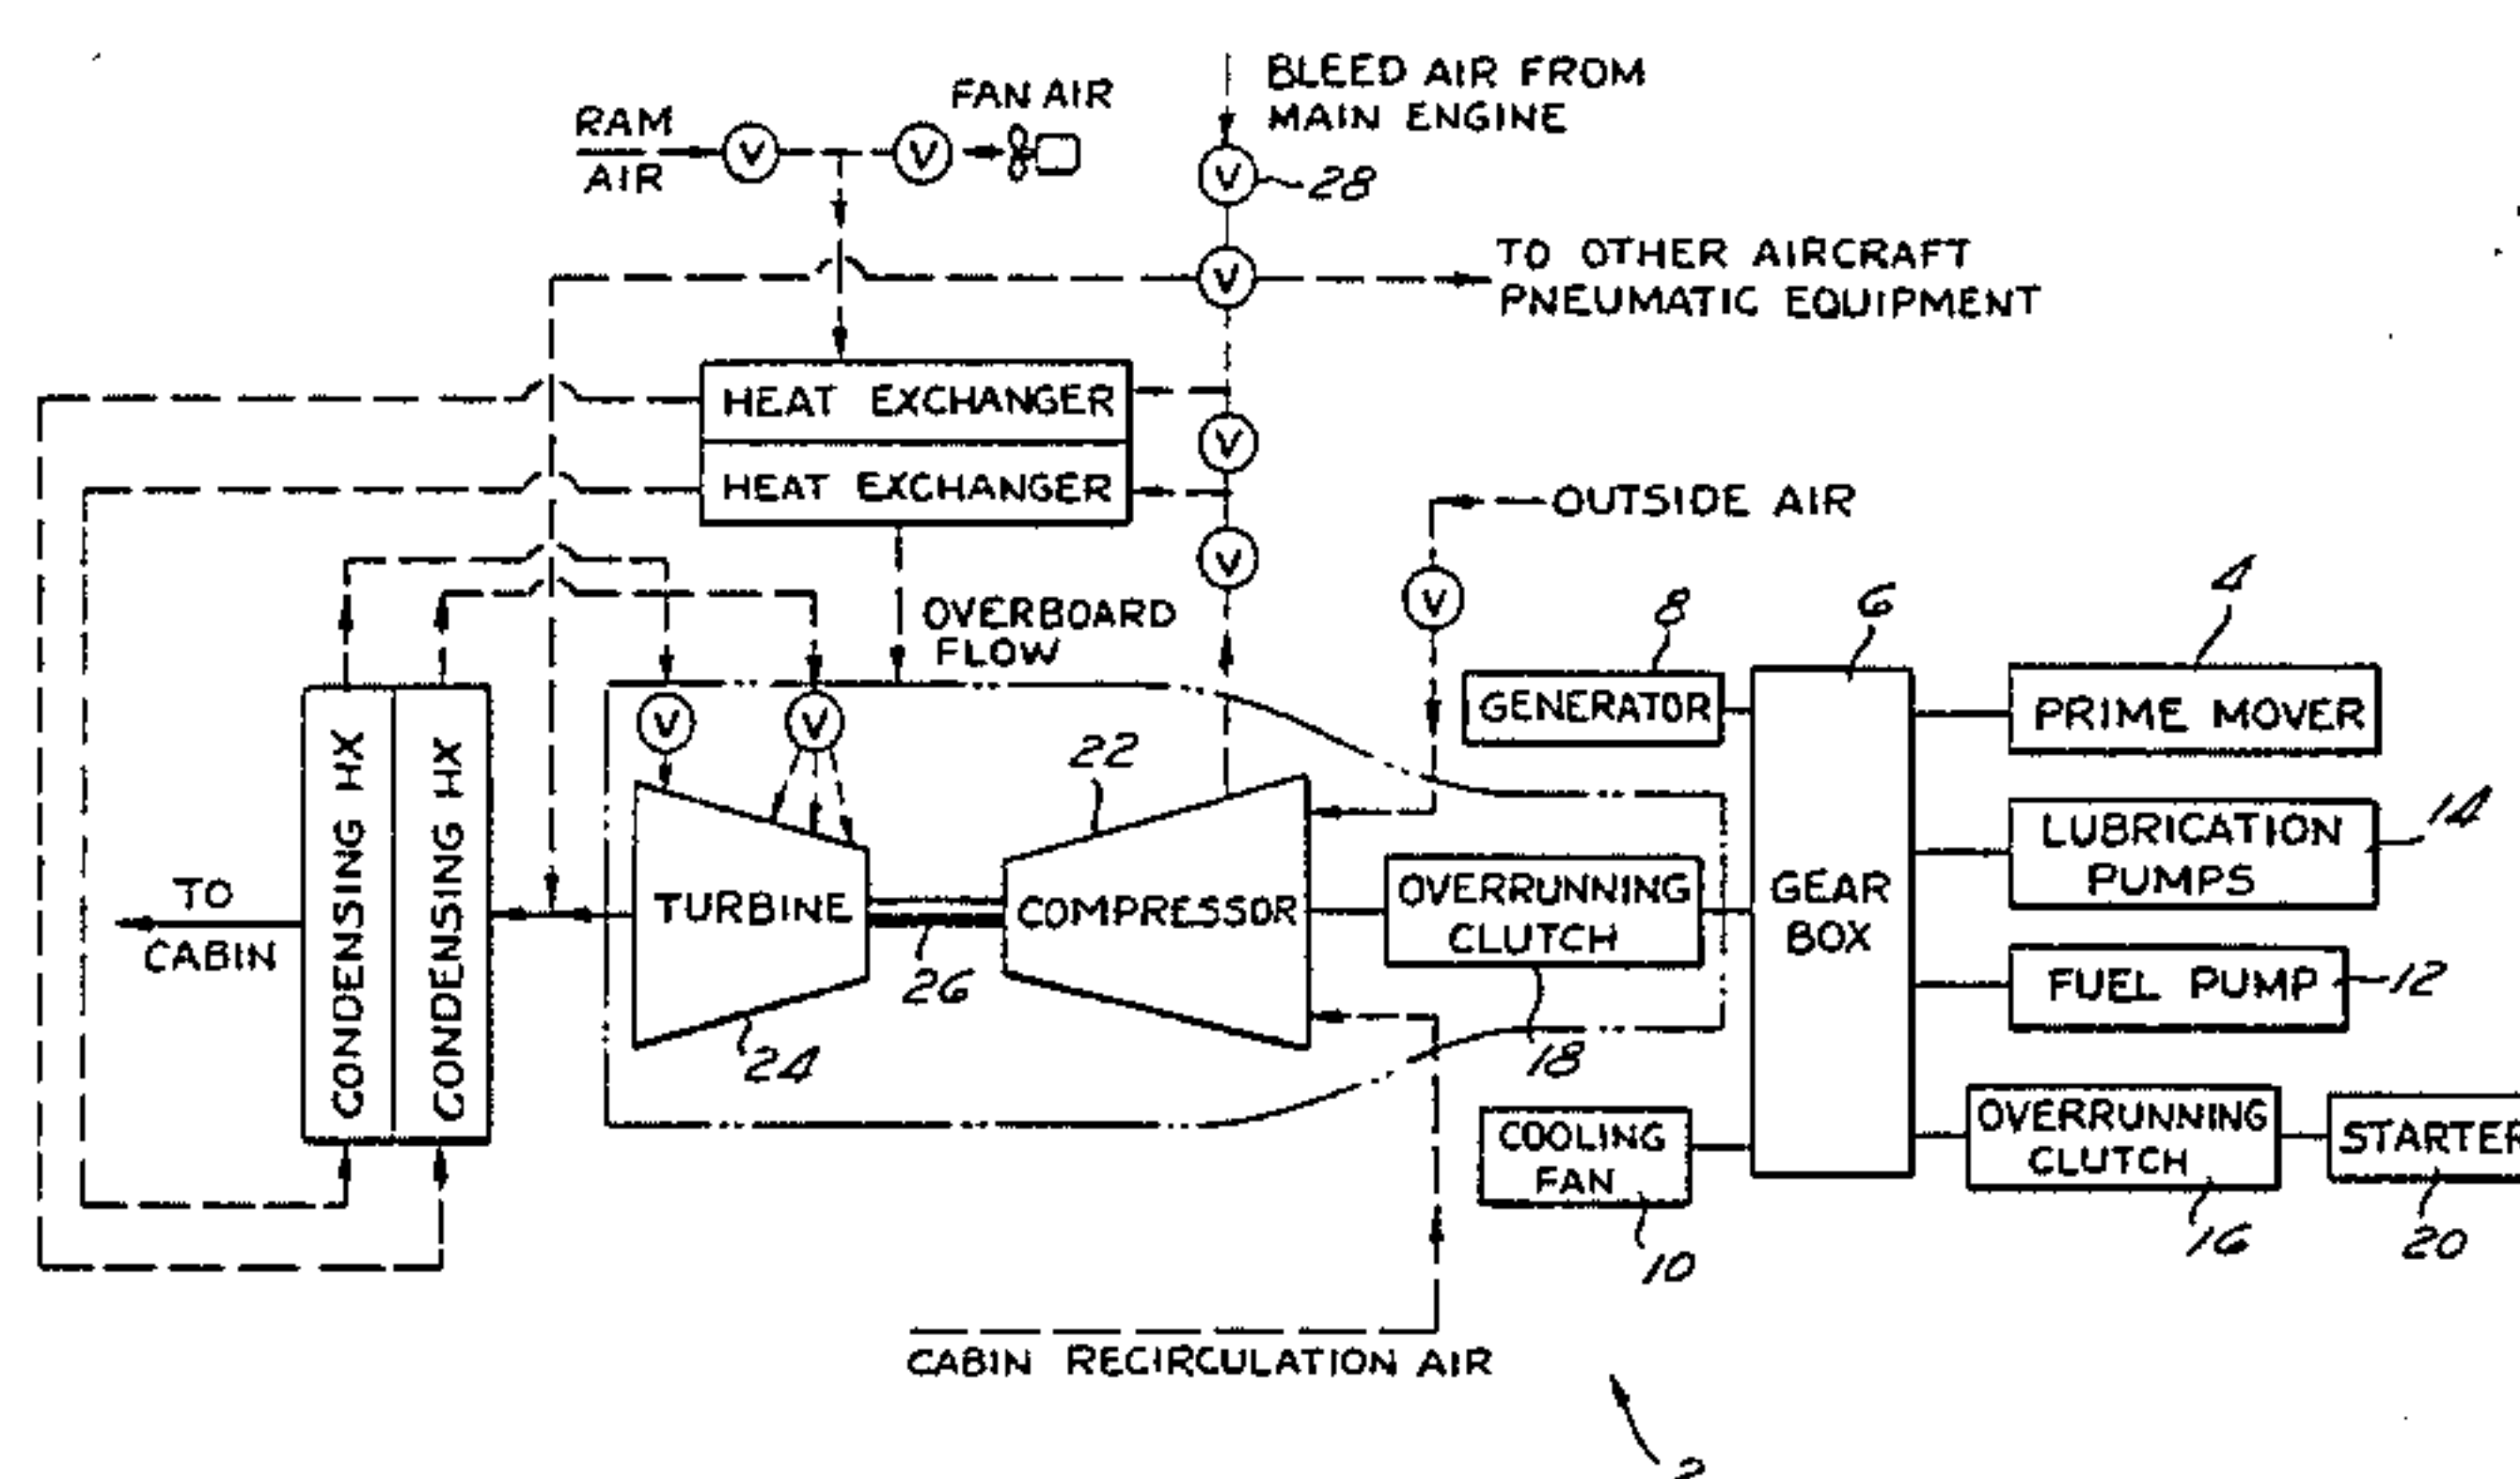 BLEED AIR FROM
MAIN ENGINE
FAN AIR
RAM
AIR
V
V
V
28
TO OTHER AIRCRAFT
PNEUMATIC EQUIPMENT
V
HEAT EXCHANGER
V
HEAT EXCHANGER
OUTSIDE AIR
V
V
OVERBOARD
FLOW
8
6
4
GENERATOR
PRIME MOVER
V
V
22
CONDENSING HX
CONDENSING HX
LUBRICATION
PUMPS
14
TO
CABIN
TURBINE
26
COMPRESSOR
OVERRUNNING
CLUTCH
GEAR
BOX
FUEL PUMP
12
24
18
COOLING
FAN
OVERRUNNING
CLUTCH
STARTER
10
16
20
CABIN RECIRCULATION AIR
2